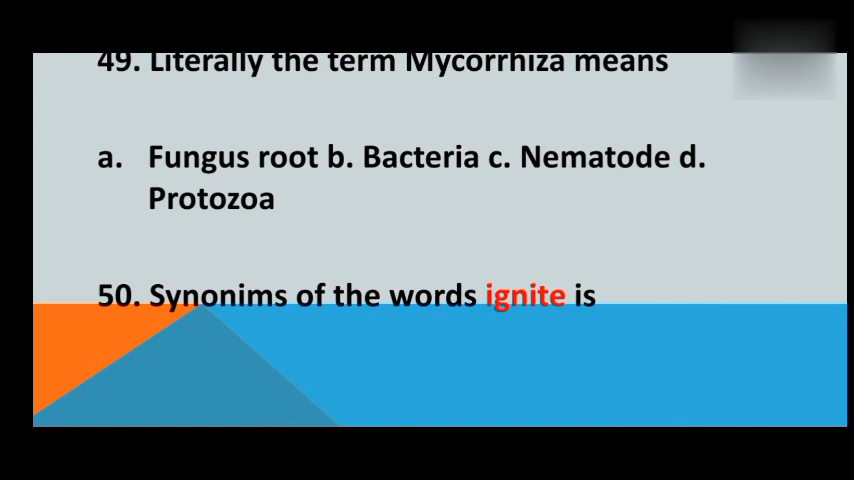 49. Literally the term Mycorrhiza means
a. Fungus root b. Bacteria c. Nematode d.
Protozoa
50. Synonims of the words ignite is